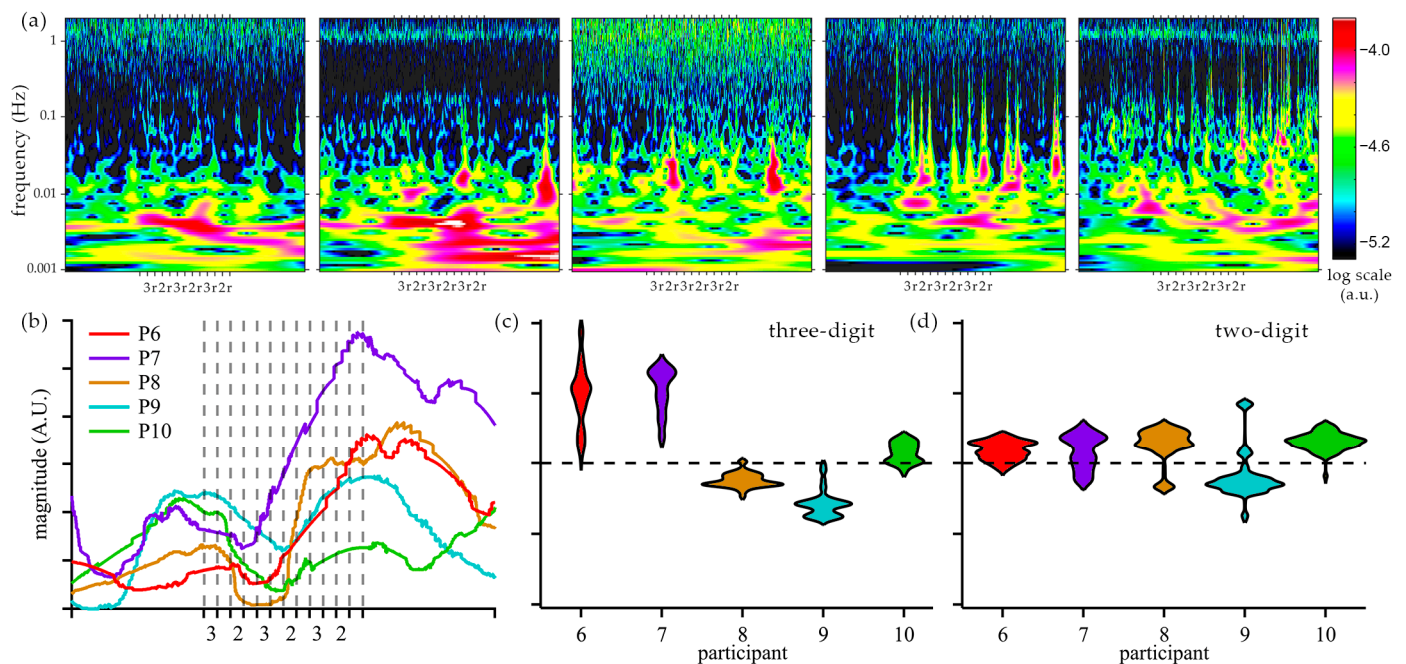 (a)
frequency (Hz)
1
0.1
0.01
0.001
3r2r3r2r3r2r
3r2r3r2r3r2r
3r2r3r2r3r2r
3r2r3r2r3r2r
3r2r3r2r3r2r
−4.0
−4.6
−5.2
log scale
(a.u.)
(b)
magnitude (A.U.)
P6
P7
P8
P9
P10
3 2 3 2 3 2
(c)
three-digit
6 7 8 9 10
participant
(d)
two-digit
6 7 8 9 10
participant